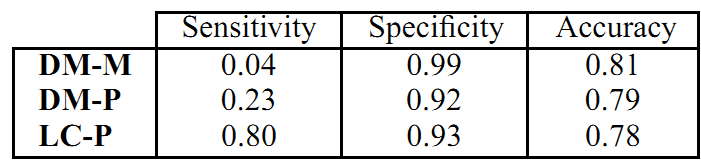 Sensitivity Specificity Accuracy
DM-M 0.04 0.99 0.81
DM-P 0.23 0.92 0.79
LC-P 0.80 0.93 0.78